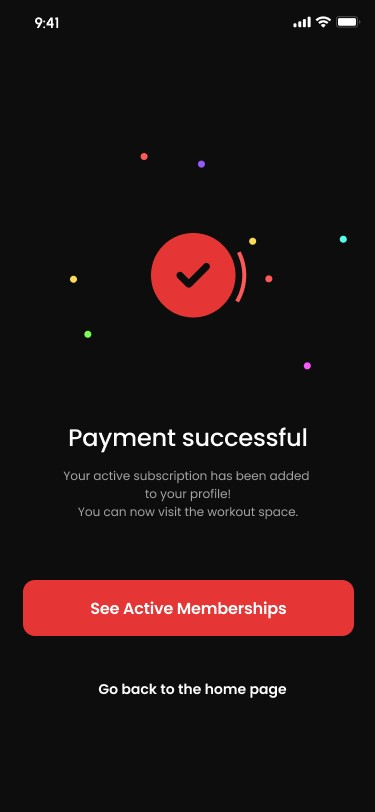 9:41
Payment successful
Your active subscription has been added
to your profile!
You can now visit the workout space.
See Active Memberships
Go back to the home page